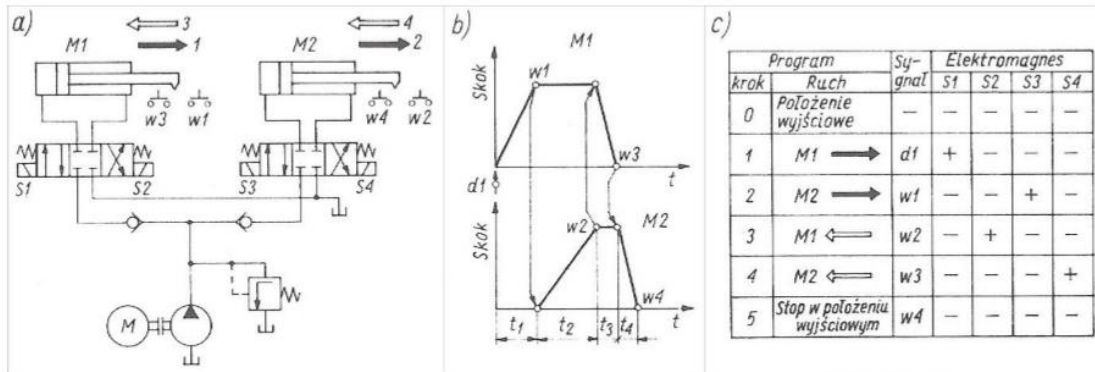 a)
3
1
M1
4
2
M2
w3 w1
w4 w2
S1 S2
S3 S4
M
b)
M1
Skok
w1
w3
t
d1
M2
Skok
w2
w4
t
t1 t2 t3 t4
c)
Program Sy-gnał Elektromagnes
krok Ruch S1 S2 S3 S4
0 Położenie wyjściowe — — — —
1 M1 d1 + — — —
2 M2 w1 — — + —
3 M1 w2 — + — —
4 M2 w3 — — — +
5 Stop w położeniu wyjściowym w4 — — — —